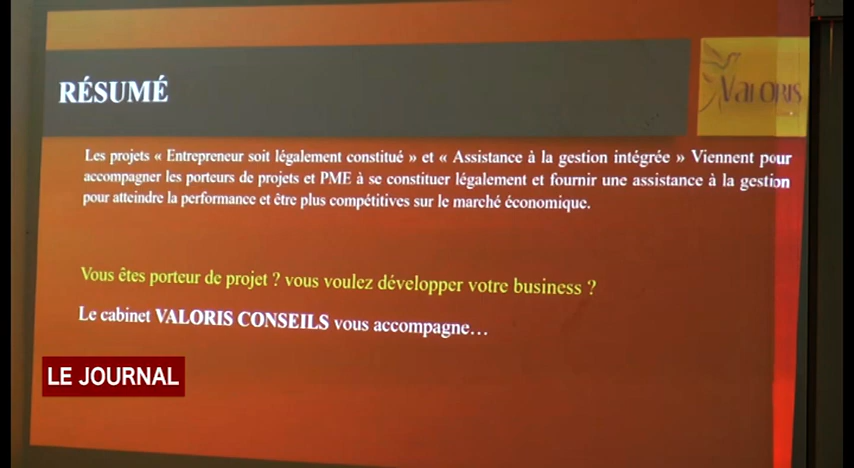 RÉSUMÉ
Valoris
Les projets « Entrepreneur soit légalement constitué » et « Assistance à la gestion intégrée » Viennent pour
accompagner les porteurs de projets et PME à se constituer légalement et fournir une assistance à la gestion
pour atteindre la performance et être plus compétitives sur le marché économique.
Vous êtes porteur de projet ? vous voulez développer votre business ?
Le cabinet VALORIS CONSEILS vous accompagne...
LE JOURNAL